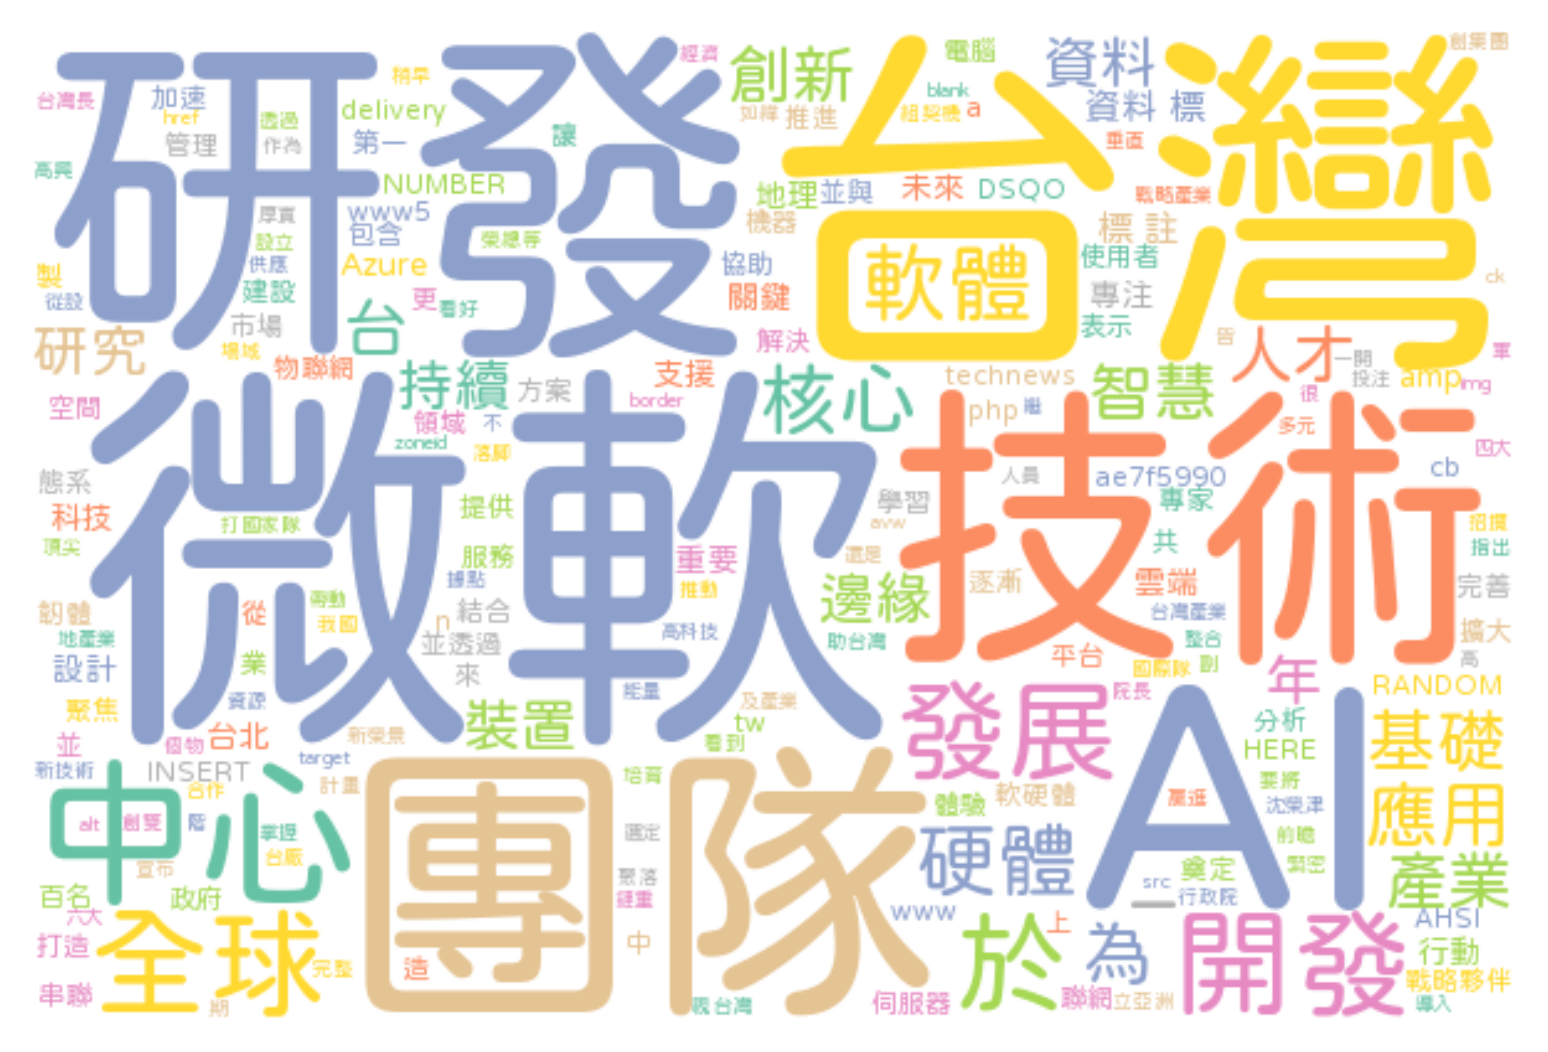 研發
台灣
微軟
技術
團隊
AI
中心
全球
發展
開發
軟體
創新
資料
電腦
經濟
創集團
稍早
台灣長
加速
href
delivery
透過
作為
管理
第一
讓
blank
如褘
推進
組契機
a
資料 標
垂直
高興
NUMBER
地理
並與
未來
DSQO
戰略產業
厚實
www5
包含
設立
榮總等
機器
標 註
製
從設
供應
建設
Azure
更
看好
協助
關鍵
使用者
專注
表示
ck
市場
場域
台
研究
解決
皆
人才
一開
投注
軍
物聯網
持續
方案
支援
核心
technews
智慧
amp
img
很
空間
領域
不
border
php
繼
多元
zoneid
落腳
四大
態系
人員
ae7f5990
cb
科技
打國家隊
提供
學習
avw
專家
招攬
頂尖
服務
據點
重要
還是
共
指出
推動
邊緣
逐漸
雲端
完善
韌體
從
帶動
我國
n
結合
高科技
台灣產業
地產業
並透過
助台灣
整合
擴大
設計
業
來
平台
國際隊
副
高
資源
能量
及產業
院長
年
RANDOM
聚焦
裝置
tw
分析
基礎
並
個物
台北
新榮景
看到
HERE
新技術
INSERT
target
計畫
培育
要將
合作
體驗
軟硬體
屬進
沈榮津
應用
alt
創雙
階
掌握
選定
前瞻
台廠
硬體
宣布
聚落
奠定
緊密
產業
百名
政府
鏈重
src
行政院
六大
www
上
AHSI
打造
完整
造
中
於
為
行動
串聯
期
觀台灣
伺服器
聯網
立亞洲
戰略夥伴
導入